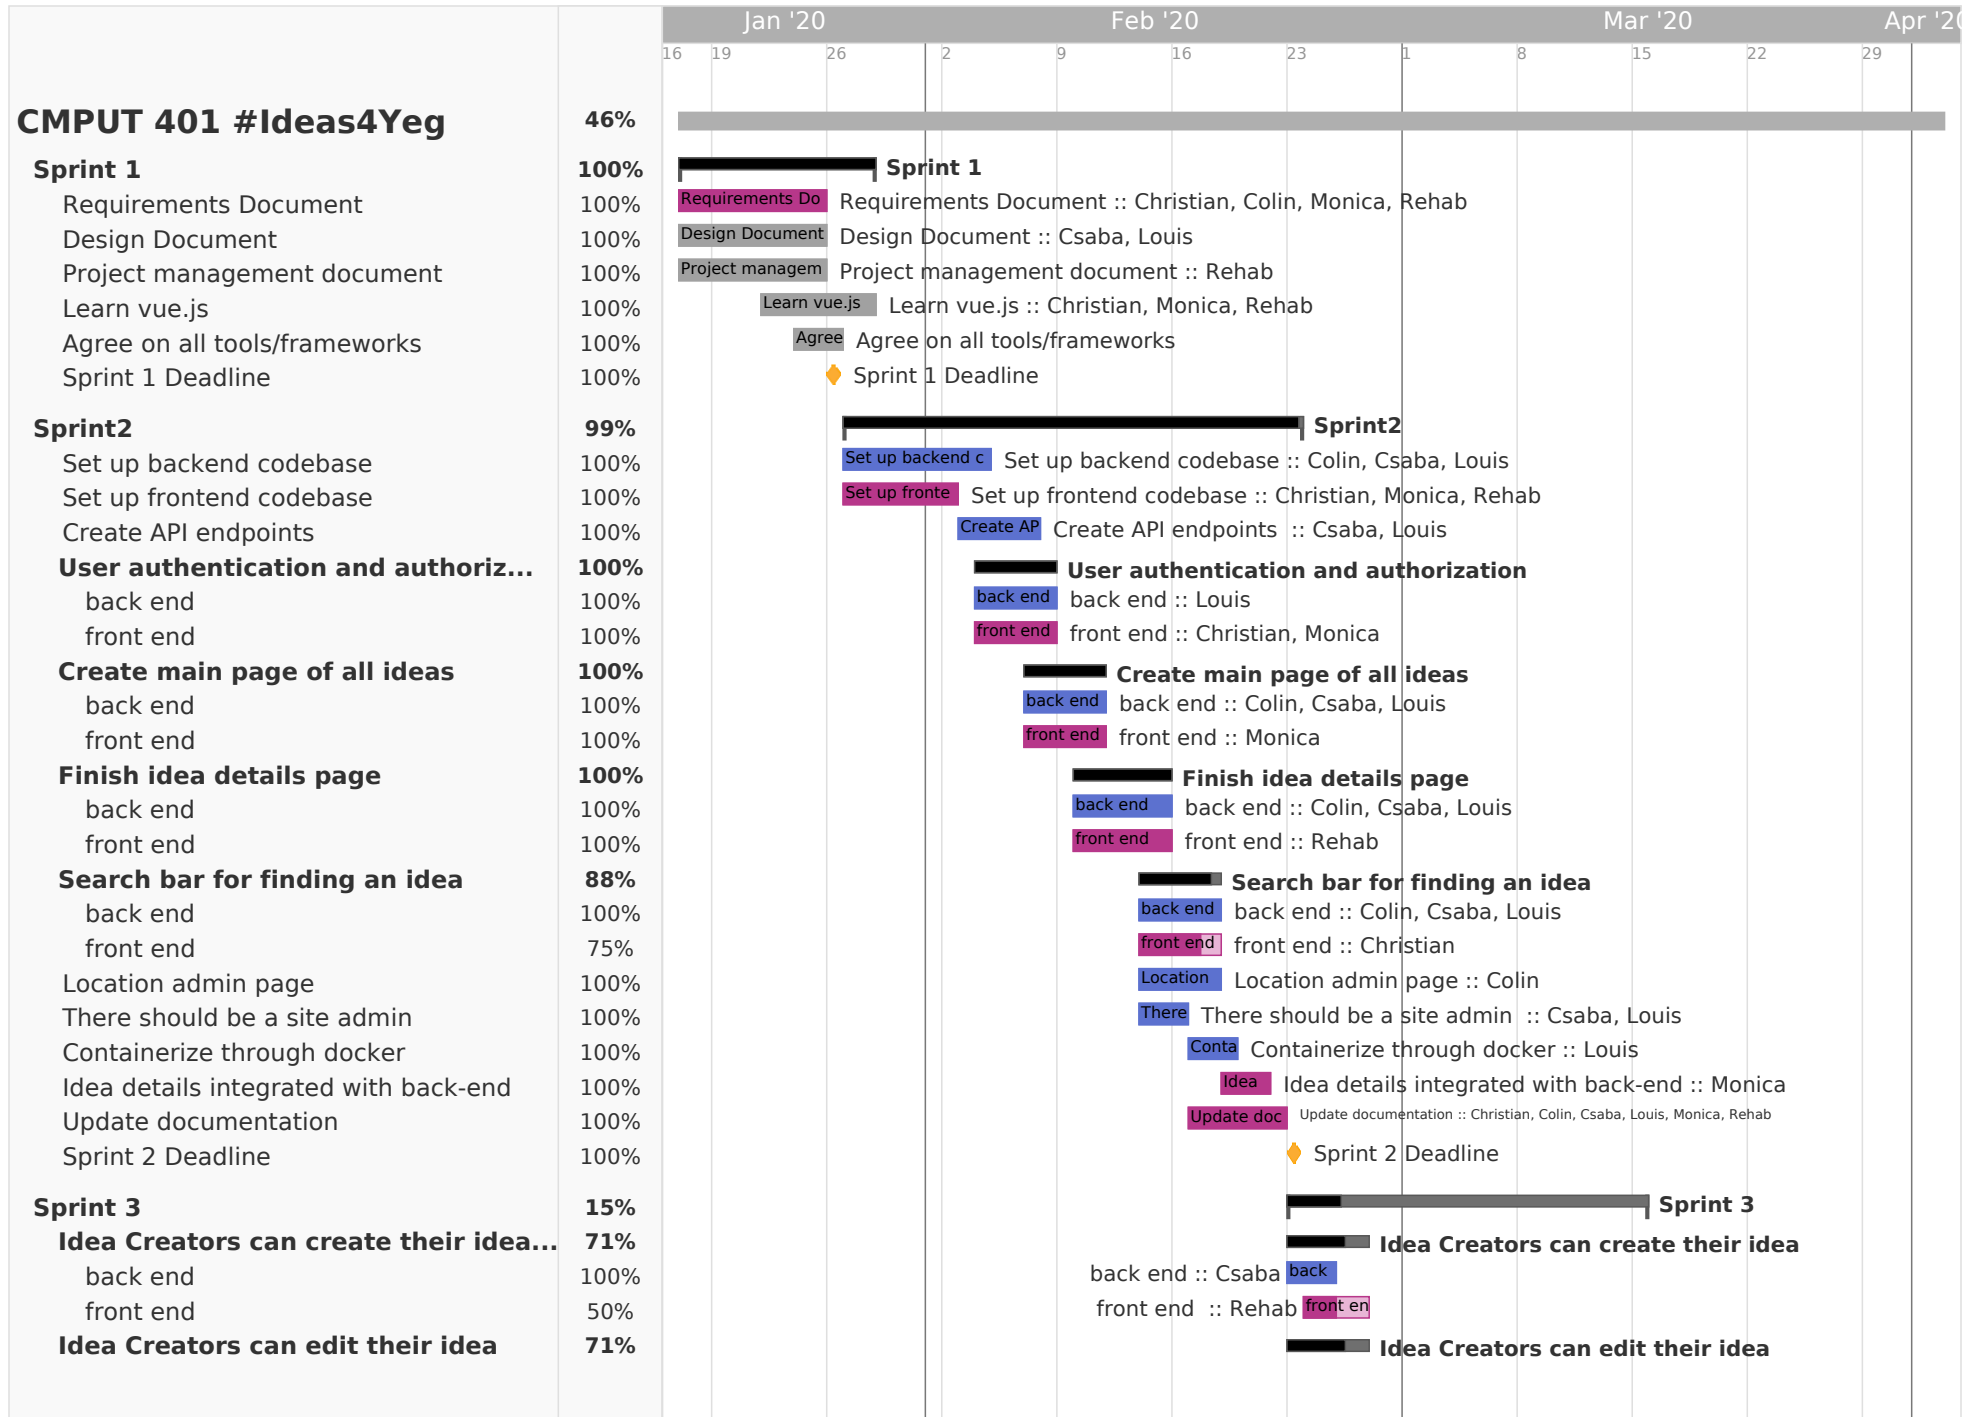 Jan '20 Feb '20 Mar '20 Apr '20
16 19 26 2 9 16 23 1 8 15 22 29
CMPUT 401 #Ideas4Yeg 46%
Sprint 1 100% Sprint 1
Requirements Document 100% Requirements Do Requirements Document :: Christian, Colin, Monica, Rehab
Design Document 100% Design Document Design Document :: Csaba, Louis
Project management document 100% Project managem Project management document :: Rehab
Learn vue.js 100% Learn vue.js Learn vue.js :: Christian, Monica, Rehab
Agree on all tools/frameworks 100% Agree Agree on all tools/frameworks
Sprint 1 Deadline 100% Sprint 1 Deadline
Sprint2 99% Sprint2
Set up backend codebase 100% Set up backend c Set up backend codebase :: Colin, Csaba, Louis
Set up frontend codebase 100% Set up fronte Set up frontend codebase :: Christian, Monica, Rehab
Create API endpoints 100% Create AP Create API endpoints :: Csaba, Louis
User authentication and authoriz... 100% User authentication and authorization
back end 100% back end back end :: Louis
front end 100% front end front end :: Christian, Monica
Create main page of all ideas 100% Create main page of all ideas
back end 100% back end back end :: Colin, Csaba, Louis
front end 100% front end front end :: Monica
Finish idea details page 100% Finish idea details page
back end 100% back end back end :: Colin, Csaba, Louis
front end 100% front end front end :: Rehab
Search bar for finding an idea 88% Search bar for finding an idea
back end 100% back end back end :: Colin, Csaba, Louis
front end 75% front end front end :: Christian
Location admin page 100% Location Location admin page :: Colin
There should be a site admin 100% There There should be a site admin :: Csaba, Louis
Containerize through docker 100% Conta Containerize through docker :: Louis
Idea details integrated with back-end 100% Idea Idea details integrated with back-end :: Monica
Update documentation 100% Update doc Update documentation :: Christian, Colin, Csaba, Louis, Monica, Rehab
Sprint 2 Deadline 100% Sprint 2 Deadline
Sprint 3 15% Sprint 3
Idea Creators can create their idea... 71% Idea Creators can create their idea
back end 100% back end :: Csaba back
front end 50% front end :: Rehab front en
Idea Creators can edit their idea 71% Idea Creators can edit their idea